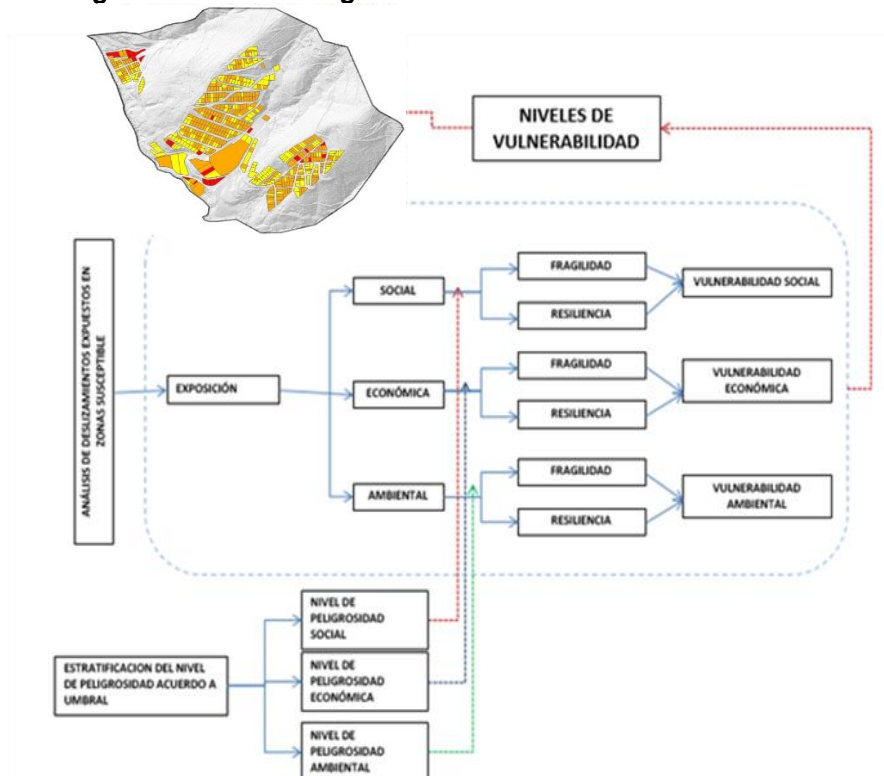 NIVELES DE
VULNERABILIDAD
ANÁLISIS DE DESLIZAMIENTOS EXPUESTOS EN
ZONAS SUSCEPTIBLE
EXPOSICIÓN
SOCIAL
FRAGILIDAD
RESILIENCIA
VULNERABILIDAD SOCIAL
ECONÓMICA
FRAGILIDAD
RESILIENCIA
VULNERABILIDAD
ECONÓMICA
AMBIENTAL
FRAGILIDAD
RESILIENCIA
VULNERABILIDAD
AMBIENTAL
ESTRATIFICACION DEL NIVEL
DE PELIGROSIDAD ACUERDO A
UMBRAL
NIVEL DE
PELIGROSIDAD
SOCIAL
NIVEL DE
PELIGROSIDAD
ECONÓMICA
NIVEL DE
PELIGROSIDAD
AMBIENTAL